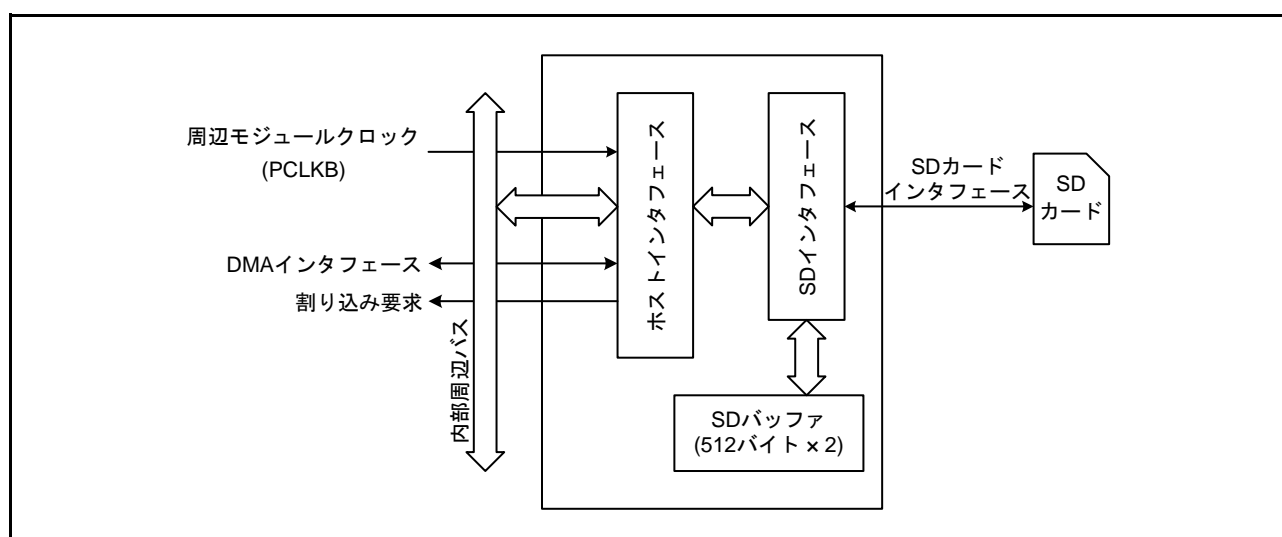 周辺モジュールクロック
(PCLKB)
DMAインタフェース
割り込み要求
内部周辺バス
ホストインタフェース
SDインタフェース
SDバッファ
(512バイト × 2)
SDカード
インタフェース
SD
カード